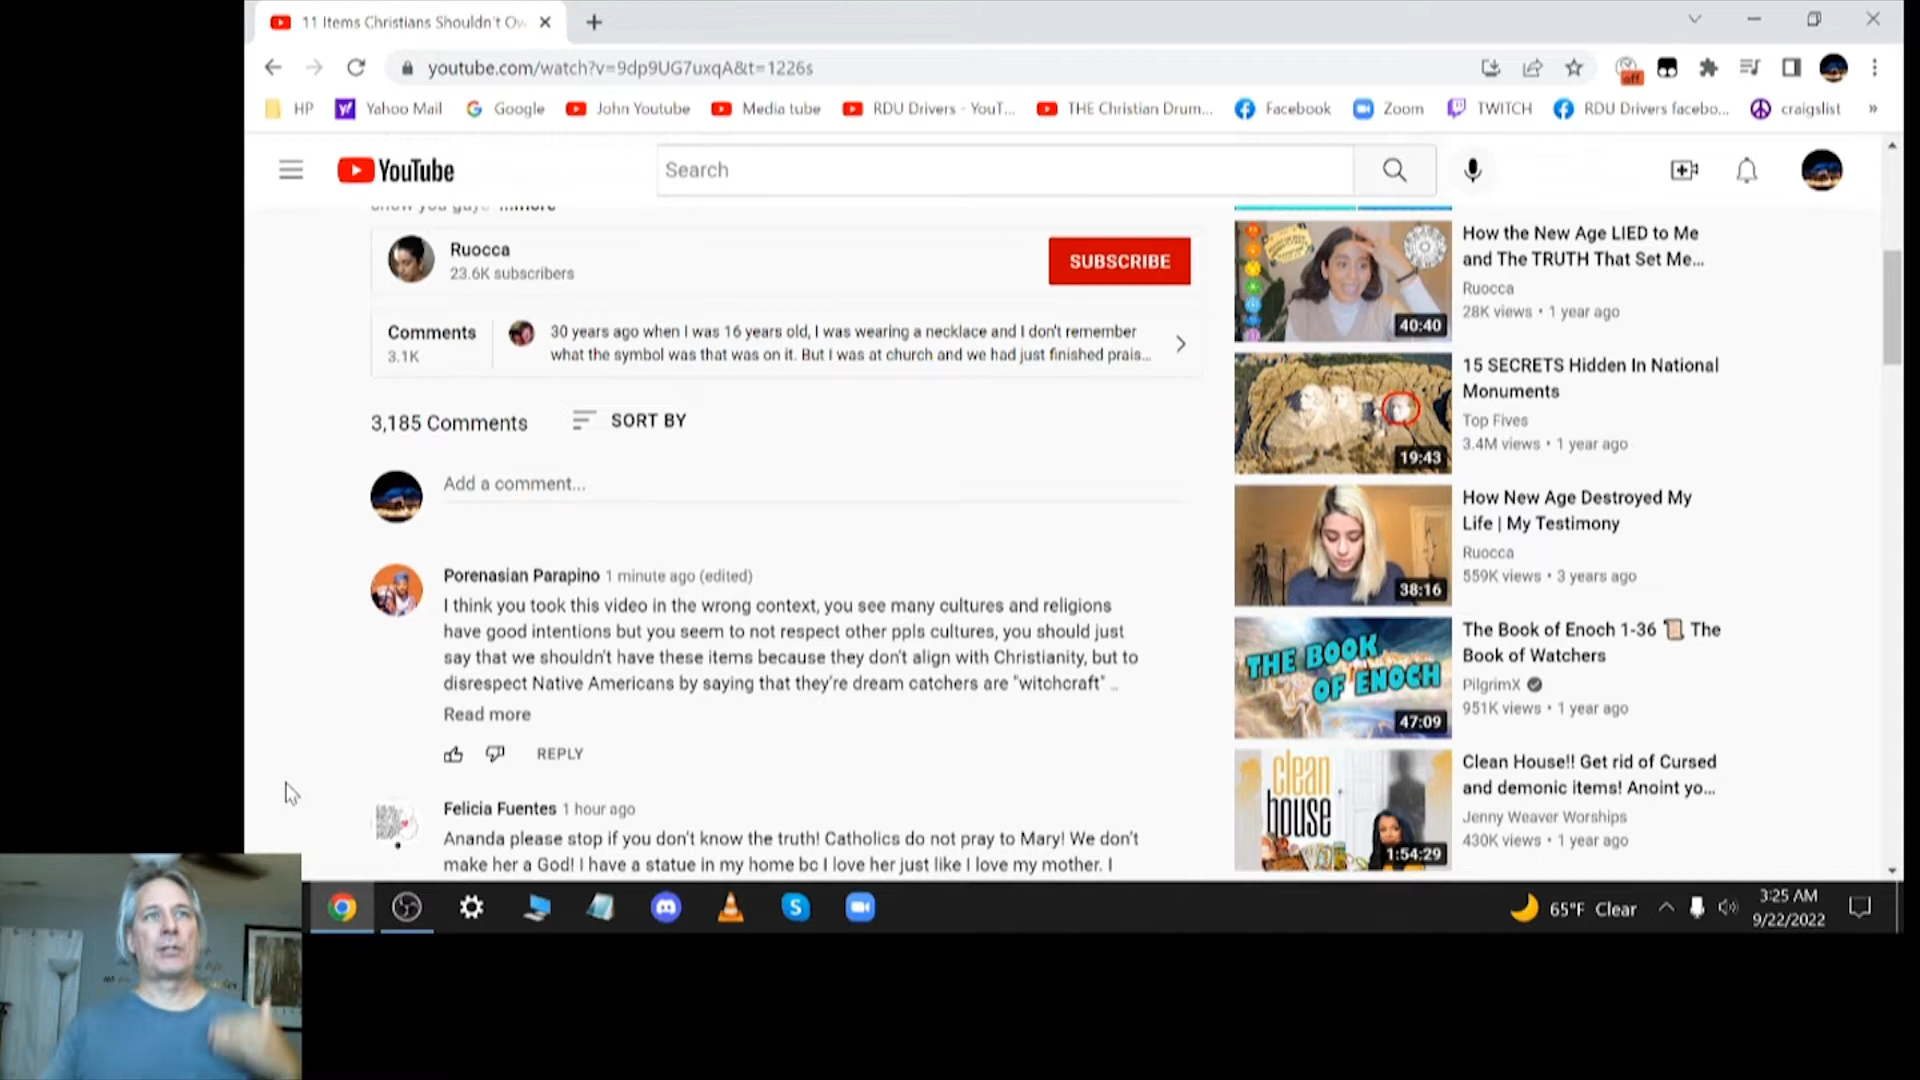 11 Items Christians Shouldn't Ow
youtube.com/watch?v=9dp9UG7uxqA&t=1226s
off
HP
Yahoo Mail
Google
John Youtube
Media tube
RDU Drivers - YouT...
THE Christian Drum...
Facebook
Zoom
TWITCH
RDU Drivers facebo...
craigslist
»
YouTube
Search
show you guys ...more
Ruocca
23.6K subscribers
SUBSCRIBE
Comments
3.1K
30 years ago when I was 16 years old, I was wearing a necklace and I don't remember
what the symbol was that was on it. But I was at church and we had just finished prais...
3,185 Comments
SORT BY
Add a comment...
Porenasian Parapino 1 minute ago (edited)
I think you took this video in the wrong context, you see many cultures and religions
have good intentions but you seem to not respect other ppls cultures, you should just
say that we shouldn't have these items because they don't align with Christianity, but to
disrespect Native Americans by saying that they're dream catchers are "witchcraft" ..
Read more
REPLY
Felicia Fuentes 1 hour ago
Ananda please stop if you don't know the truth! Catholics do not pray to Mary! We don't
make her a God! I have a statue in my home bc I love her just like I love my mother. I
40:40
How the New Age LIED to Me
and The TRUTH That Set Me...
Ruocca
28K views • 1 year ago
19:43
15 SECRETS Hidden In National
Monuments
Top Fives
3.4M views • 1 year ago
38:16
How New Age Destroyed My
Life | My Testimony
Ruocca
559K views • 3 years ago
THE BOOK
OF ENOCH
47:09
The Book of Enoch 1-36 📜 The
Book of Watchers
PilgrimX
951K views • 1 year ago
clean
house
1:54:29
Clean House!! Get rid of Cursed
and demonic items! Anoint yo...
Jenny Weaver Worships
430K views • 1 year ago
65°F Clear
3:25 AM
9/22/2022